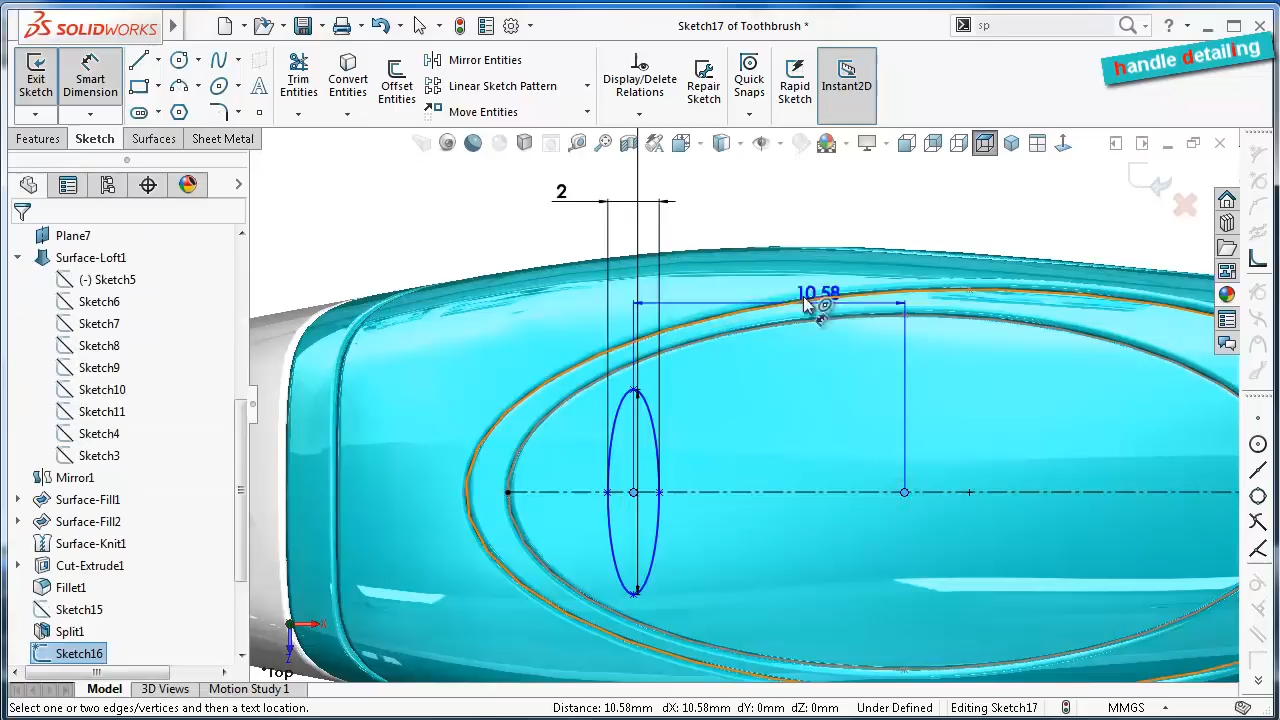 SOLIDWORKS
Sketch17 of Toothbrush *
sp
handle detailing
Exit Sketch
Smart Dimension
Trim Entities
Convert Entities
Offset Entities
Mirror Entities
Linear Sketch Pattern
Move Entities
Display/Delete Relations
Repair Sketch
Quick Snaps
Rapid Sketch
Instant2D
Features
Sketch
Surfaces
Sheet Metal
Plane7
Surface-Loft1
(-) Sketch5
Sketch6
Sketch7
Sketch8
Sketch9
Sketch10
Sketch11
Sketch4
Sketch3
Mirror1
Surface-Fill1
Surface-Fill2
Surface-Knit1
Cut-Extrude1
Fillet1
Sketch15
Split1
Sketch16
2
10.58
X
Z
*Top
Model
3D Views
Motion Study 1
Select one or two edges/vertices and then a text location.
Distance: 10.58mm dX: 10.58mm dY: 0mm dZ: 0mm
Under Defined
Editing Sketch17
MMGS